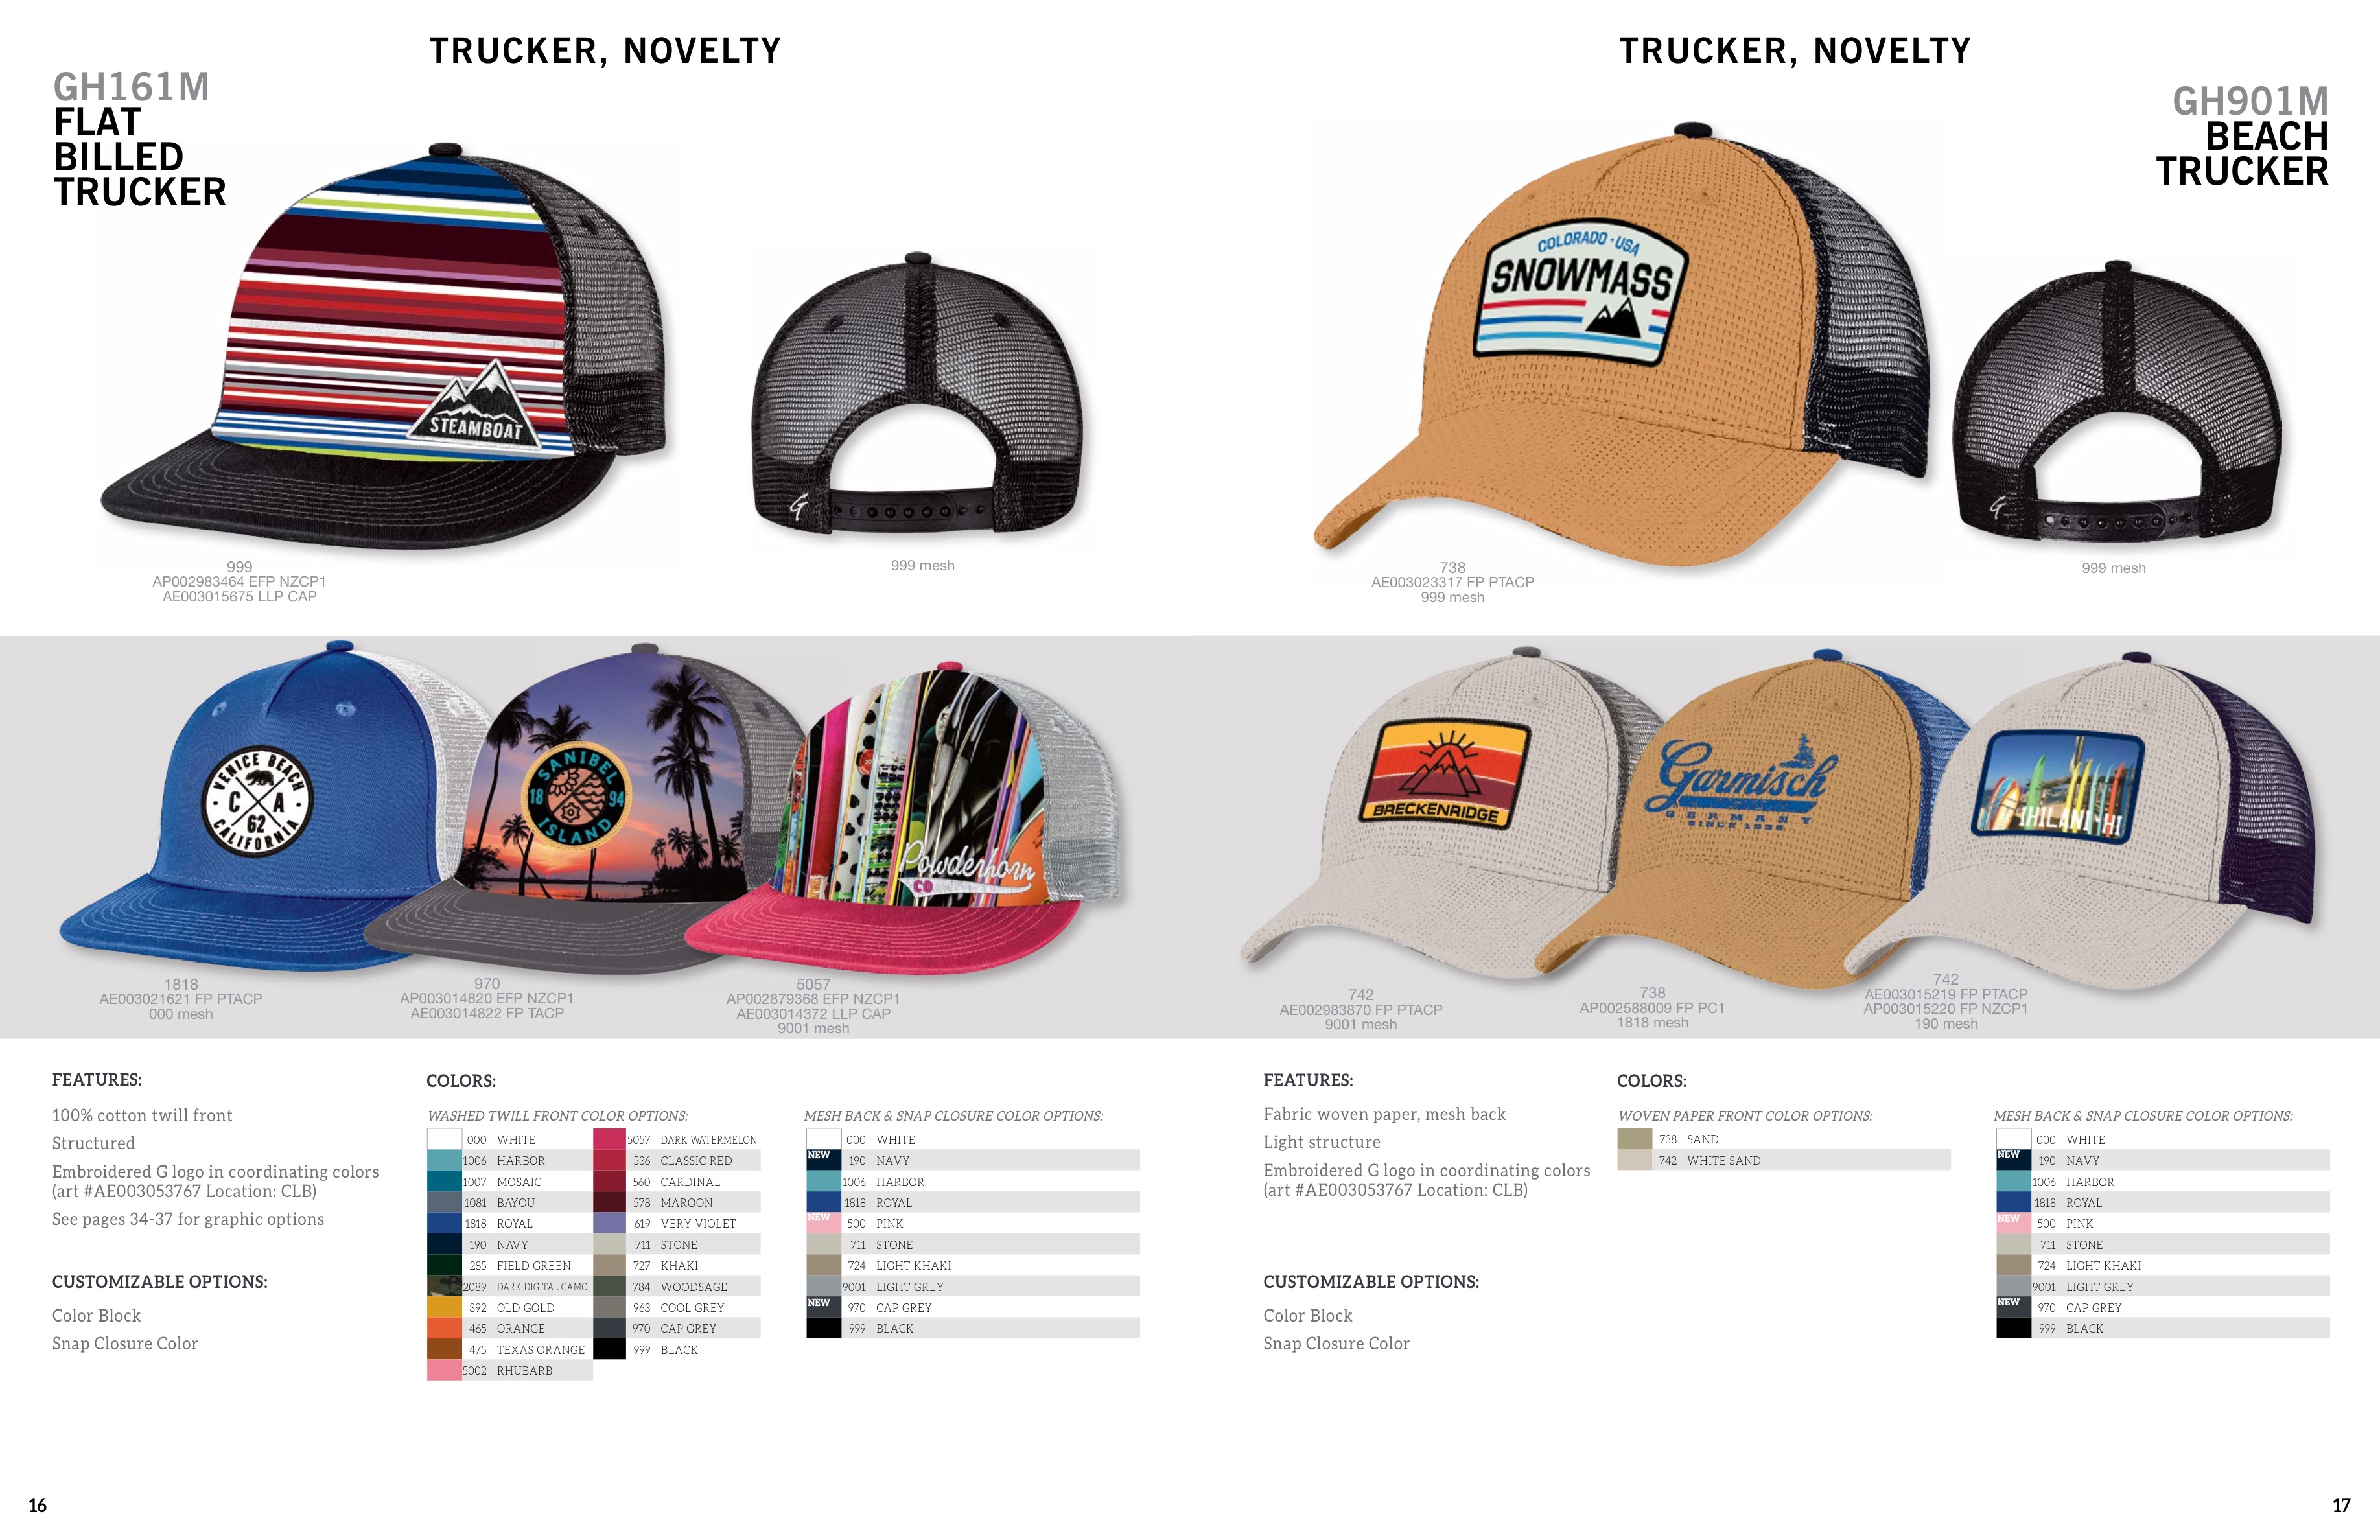 TRUCKER, NOVELTY
GH161M
FLAT
BILLED
TRUCKER
STEAMBOAT
999
AP002983464 EFP NZCP1
AE003015675 LLP CAP
999 mesh
VENICE BEACH
C A
62
CALIFORNIA
SANIBEL
18 94
ISLAND
Powderhorn
CO
1818
AE003021621 FP PTACP
000 mesh
970
AP003014820 EFP NZCP1
AE003014822 FP TACP
5057
AP002879368 EFP NZCP1
AE003014372 LLP CAP
9001 mesh
FEATURES:
100% cotton twill front
Structured
Embroidered G logo in coordinating colors
(art #AE003053767 Location: CLB)
See pages 34-37 for graphic options
CUSTOMIZABLE OPTIONS:
Color Block
Snap Closure Color
COLORS:
WASHED TWILL FRONT COLOR OPTIONS:
000 WHITE
1006 HARBOR
1007 MOSAIC
1081 BAYOU
1818 ROYAL
190 NAVY
285 FIELD GREEN
2089 DARK DIGITAL CAMO
392 OLD GOLD
465 ORANGE
475 TEXAS ORANGE
5002 RHUBARB
5057 DARK WATERMELON
536 CLASSIC RED
560 CARDINAL
578 MAROON
619 VERY VIOLET
711 STONE
727 KHAKI
784 WOODSAGE
963 COOL GREY
970 CAP GREY
999 BLACK
MESH BACK & SNAP CLOSURE COLOR OPTIONS:
000 WHITE
NEW 190 NAVY
1006 HARBOR
1818 ROYAL
NEW 500 PINK
711 STONE
724 LIGHT KHAKI
9001 LIGHT GREY
NEW 970 CAP GREY
999 BLACK
16
TRUCKER, NOVELTY
GH901M
BEACH
TRUCKER
COLORADO · USA
SNOWMASS
738
AE003023317 FP PTACP
999 mesh
999 mesh
BRECKENRIDGE
Garmisch
GERMANY
SINCE 1935
IHILANI HI
742
AE002983870 FP PTACP
9001 mesh
738
AP002588009 FP PC1
1818 mesh
742
AE003015219 FP PTACP
AP003015220 FP NZCP1
190 mesh
FEATURES:
Fabric woven paper, mesh back
Light structure
Embroidered G logo in coordinating colors
(art #AE003053767 Location: CLB)
CUSTOMIZABLE OPTIONS:
Color Block
Snap Closure Color
COLORS:
WOVEN PAPER FRONT COLOR OPTIONS:
738 SAND
742 WHITE SAND
MESH BACK & SNAP CLOSURE COLOR OPTIONS:
000 WHITE
NEW 190 NAVY
1006 HARBOR
1818 ROYAL
NEW 500 PINK
711 STONE
724 LIGHT KHAKI
9001 LIGHT GREY
NEW 970 CAP GREY
999 BLACK
17